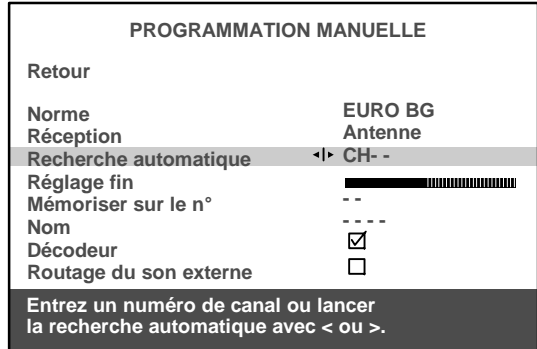 PROGRAMMATION MANUELLE
Retour
Norme EURO BG
Réception Antenne
Recherche automatique CH- -
Réglage fin
Mémoriser sur le n° - -
Nom - - - -
Décodeur
Routage du son externe
Entrez un numéro de canal ou lancer
la recherche automatique avec < ou >.